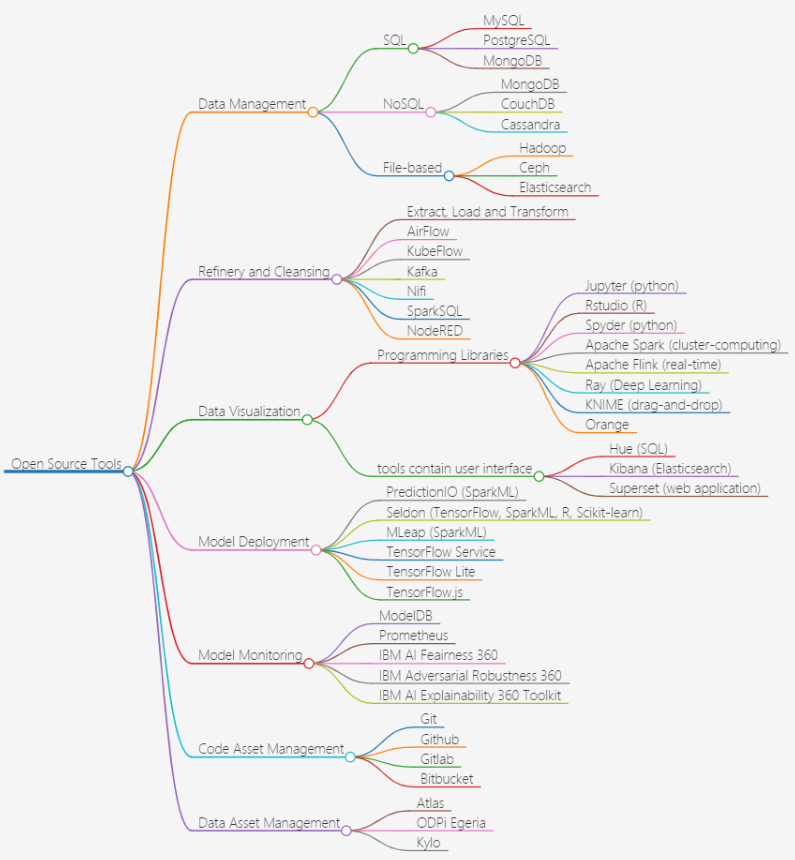 Open Source Tools
Data Management
SQL
MySQL
PostgreSQL
MongoDB
NoSQL
MongoDB
CouchDB
Cassandra
File-based
Hadoop
Ceph
Elasticsearch
Refinery and Cleansing
Extract, Load and Transform
AirFlow
KubeFlow
Kafka
Nifi
SparkSQL
NodeRED
Data Visualization
Programming Libraries
Jupyter (python)
Rstudio (R)
Spyder (python)
Apache Spark (cluster-computing)
Apache Flink (real-time)
Ray (Deep Learning)
KNIME (drag-and-drop)
Orange
tools contain user interface
Hue (SQL)
Kibana (Elasticsearch)
Superset (web application)
Model Deployment
PredictionIO (SparkML)
Seldon (TensorFlow, SparkML, R, Scikit-learn)
MLeap (SparkML)
TensorFlow Service
TensorFlow Lite
TensorFlow.js
Model Monitoring
ModelDB
Prometheus
IBM AI Feairness 360
IBM Adversarial Robustness 360
IBM AI Explainability 360 Toolkit
Code Asset Management
Git
Github
Gitlab
Bitbucket
Data Asset Management
Atlas
ODPi Egeria
Kylo